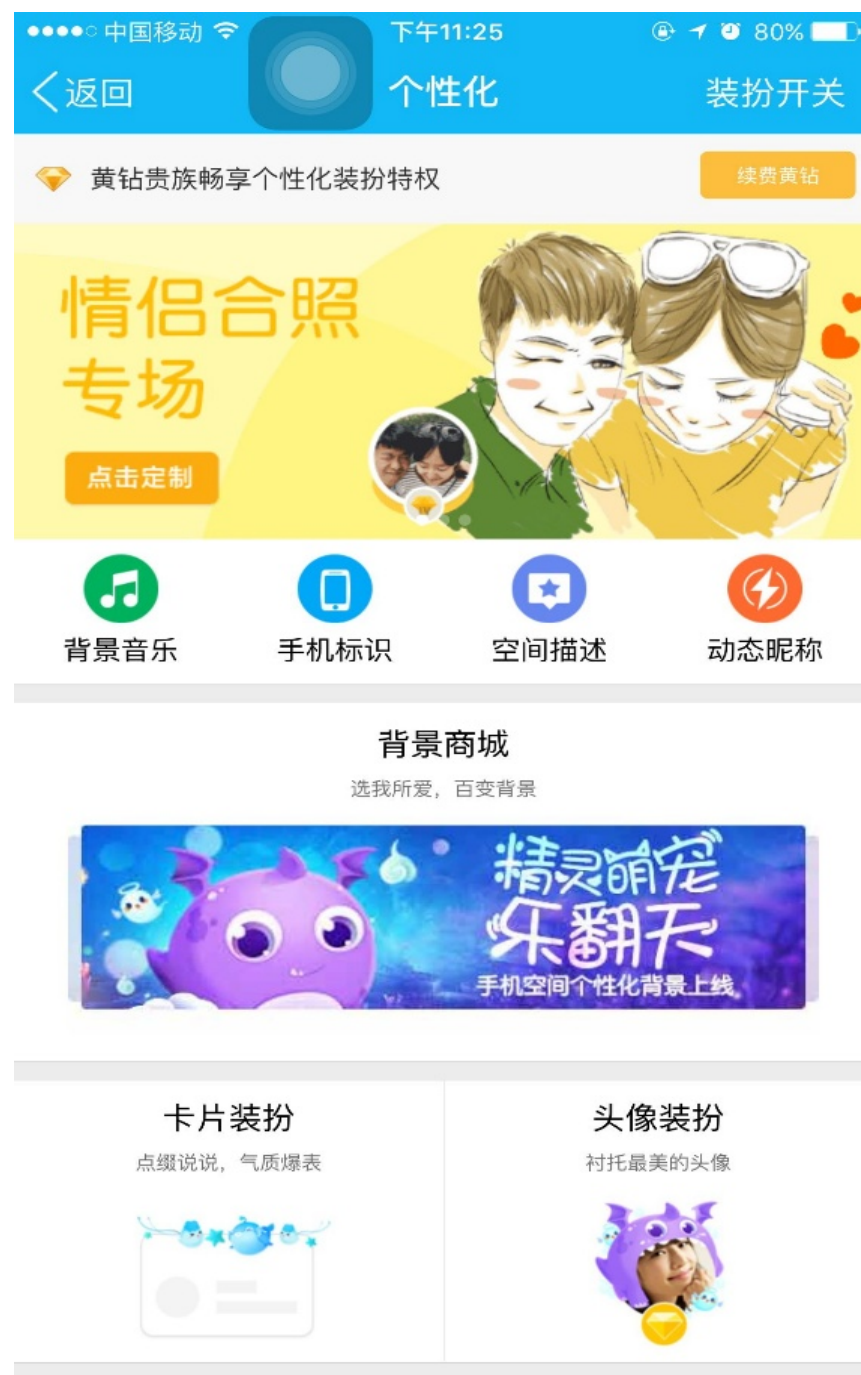 中国移动 下午11:25 80%
返回 个性化 装扮开关
黄钻贵族畅享个性化装扮特权 续费黄钻
情侣合照
专场
点击定制
背景音乐 手机标识 空间描述 动态昵称
背景商城
选我所爱，百变背景
精灵萌宠
乐翻天
手机空间个性化背景上线
卡片装扮 头像装扮
点缀说说，气质爆表 衬托最美的头像